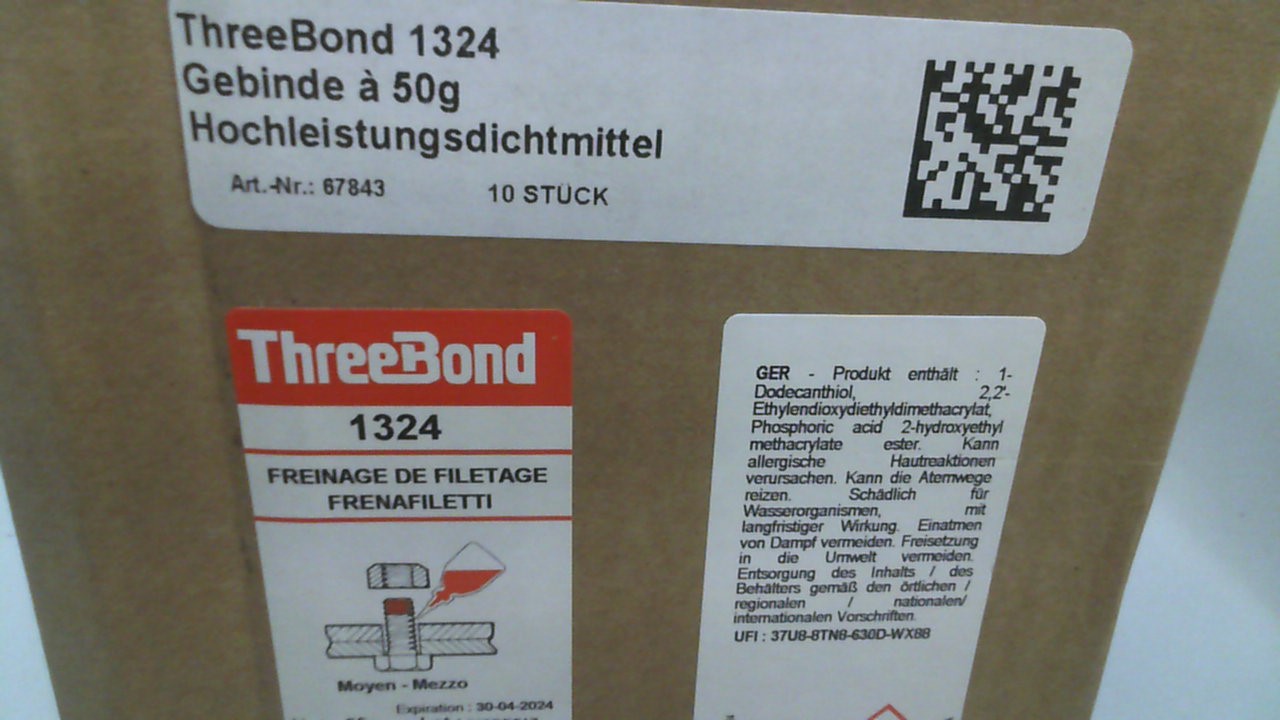 ThreeBond 1324
Gebinde à 50g
Hochleistungsdichtmittel
Art.-Nr.: 67843 10 STÜCK
ThreeBond
1324
FREINAGE DE FILETAGE
FRENAFILETTI
Moyen - Mezzo
Expiration : 30-04-2024
GER - Produkt enthält : 1-
Dodecanthiol, 2,2'-
Ethylendioxydiethyldimethacrylat,
Phosphoric acid 2-hydroxyethyl
methacrylate ester. Kann
allergische Hautreaktionen
verursachen. Kann die Atemwege
reizen. Schädlich für
Wasserorganismen, mit
langfristiger Wirkung. Einatmen
von Dampf vermeiden. Freisetzung
in die Umwelt vermeiden.
Entsorgung des Inhalts / des
Behälters gemäß den örtlichen /
regionalen / nationalen/
internationalen Vorschriften.
UFI : 37U8-8TN8-630D-WX88